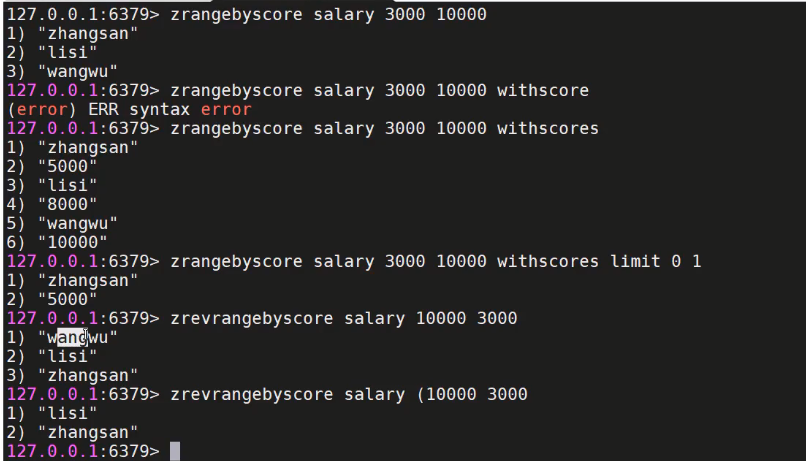 127.0.0.1:6379> zrangebyscore salary 3000 10000
1) "zhangsan"
2) "lisi"
3) "wangwu"
127.0.0.1:6379> zrangebyscore salary 3000 10000 withscore
(error) ERR syntax error
127.0.0.1:6379> zrangebyscore salary 3000 10000 withscores
1) "zhangsan"
2) "5000"
3) "lisi"
4) "8000"
5) "wangwu"
6) "10000"
127.0.0.1:6379> zrangebyscore salary 3000 10000 withscores limit 0 1
1) "zhangsan"
2) "5000"
127.0.0.1:6379> zrevrangebyscore salary 10000 3000
1) "wangwu"
2) "lisi"
3) "zhangsan"
127.0.0.1:6379> zrevrangebyscore salary (10000 3000
1) "lisi"
2) "zhangsan"
127.0.0.1:6379>